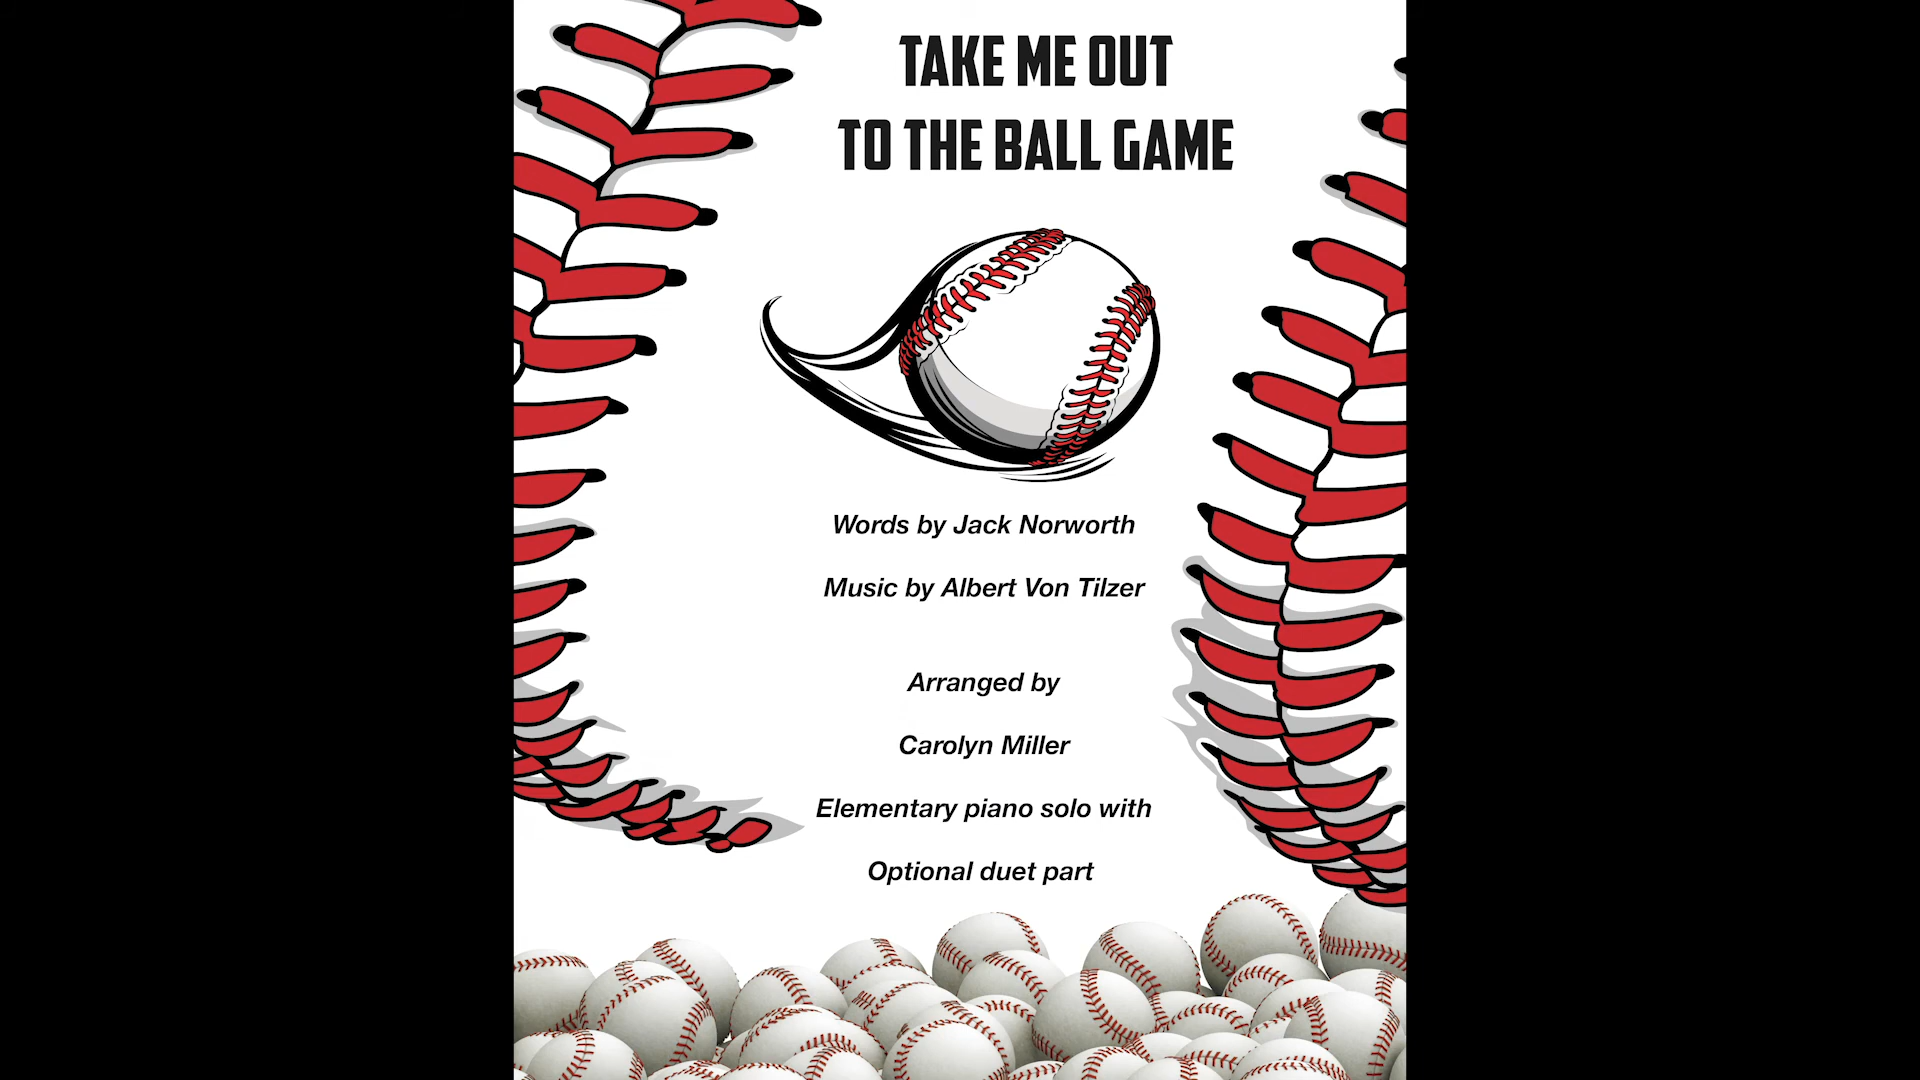 TAKE ME OUT
TO THE BALL GAME
Words by Jack Norworth
Music by Albert Von Tilzer
Arranged by
Carolyn Miller
Elementary piano solo with
Optional duet part